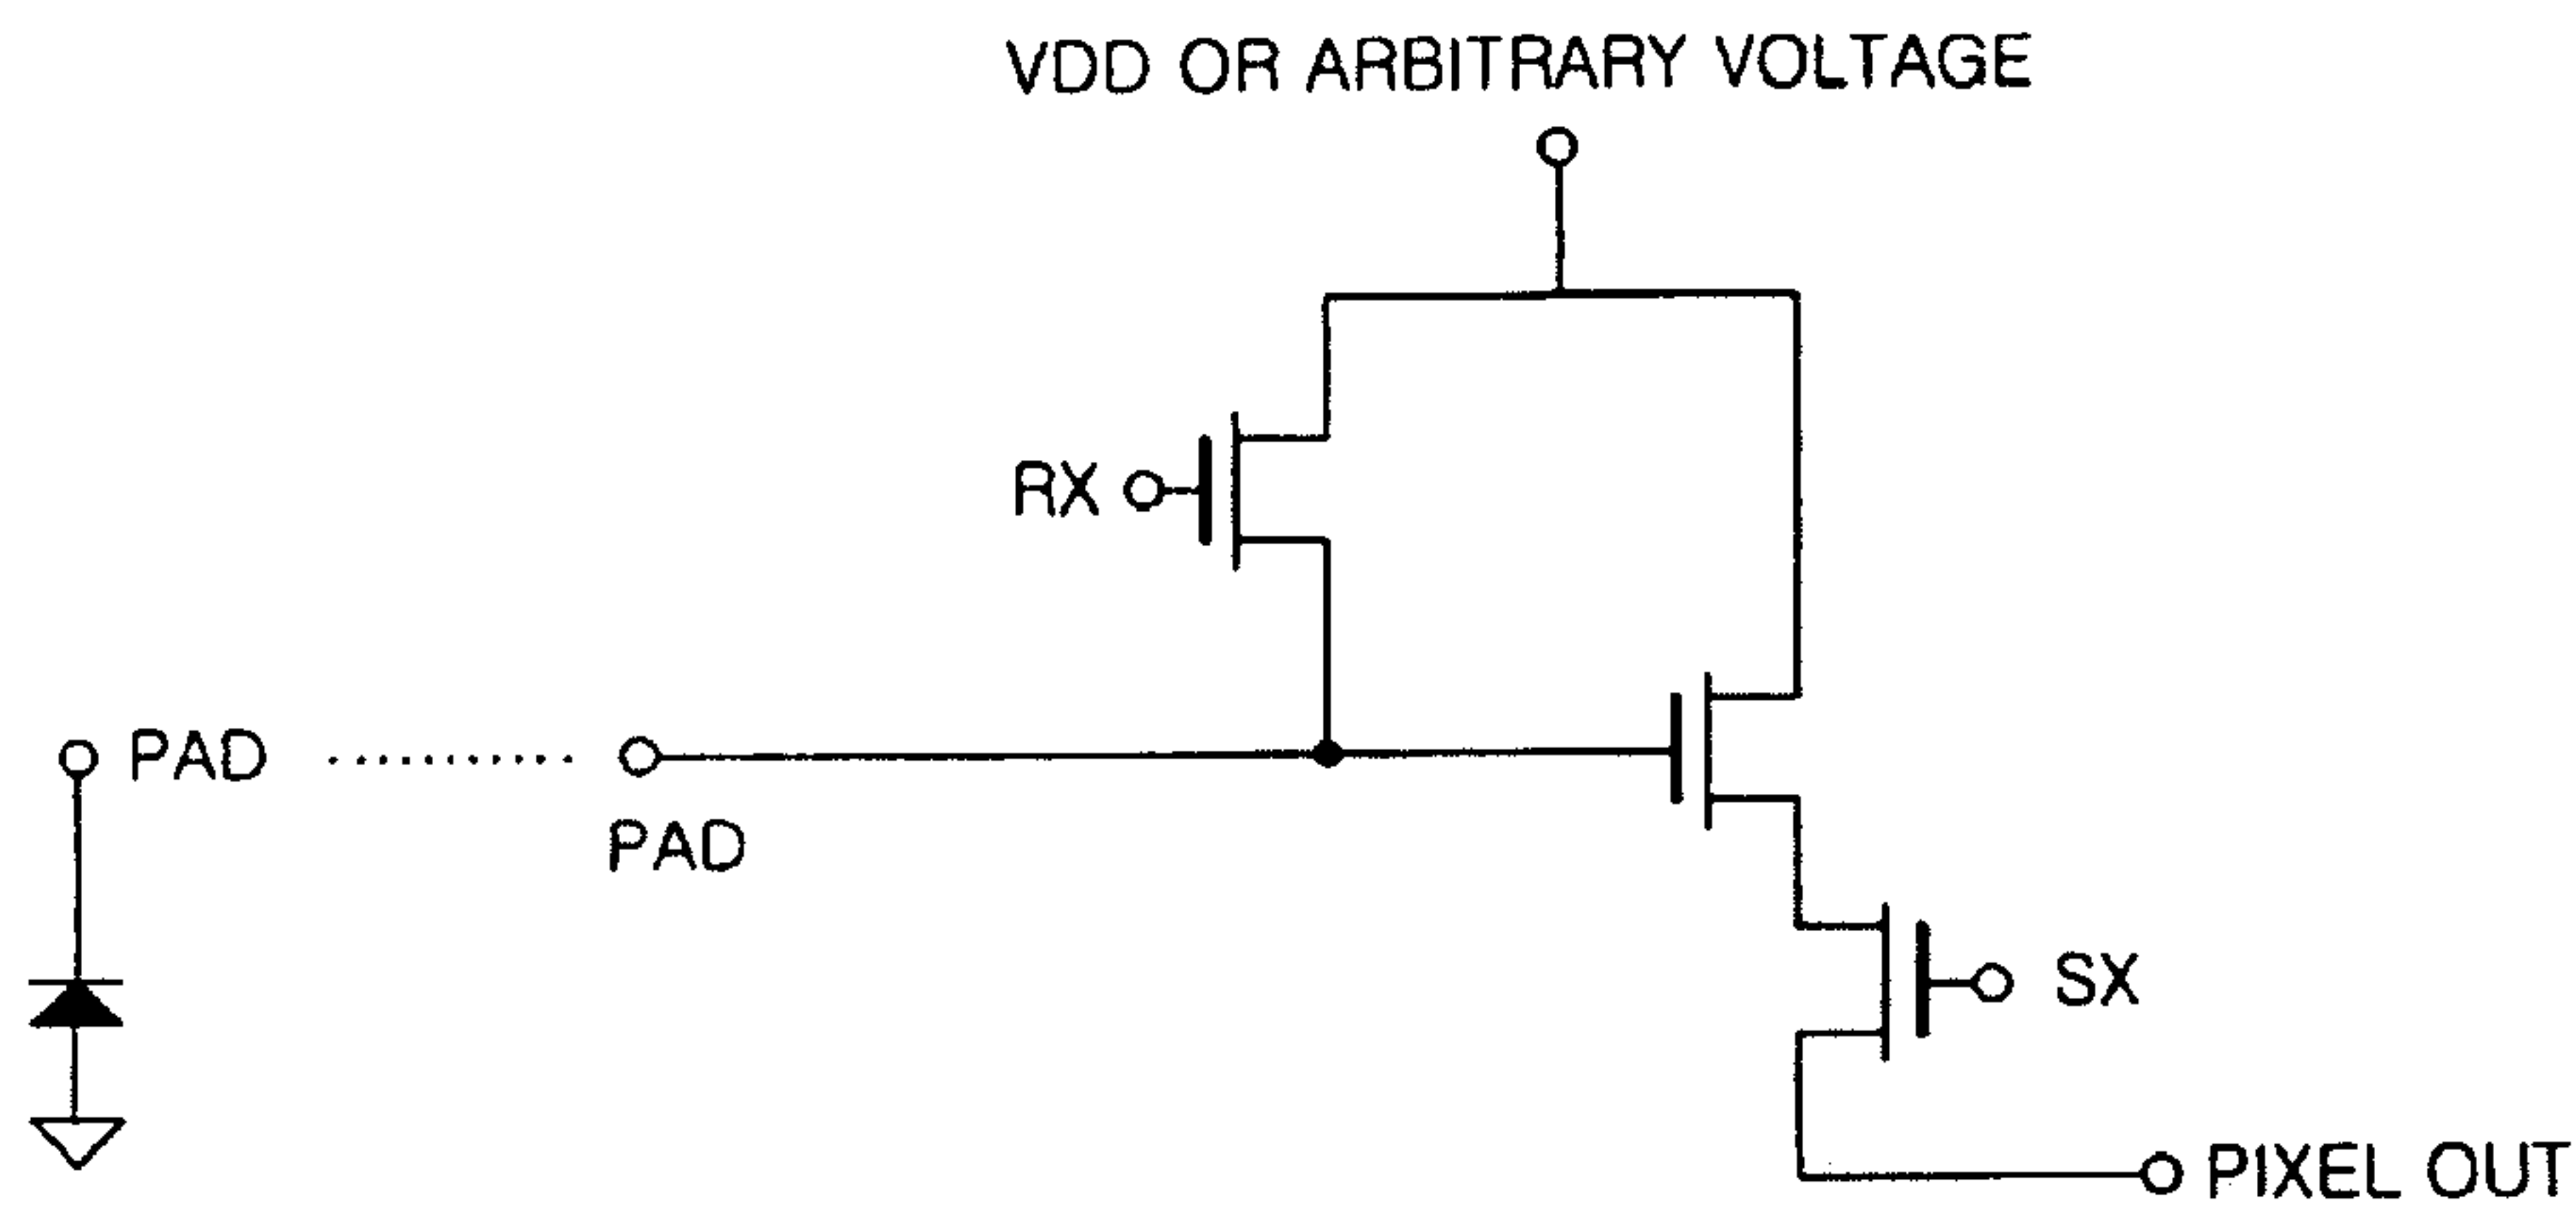 VDD OR ARBITRARY VOLTAGE
RX
PAD
PAD
SX
PIXEL OUT